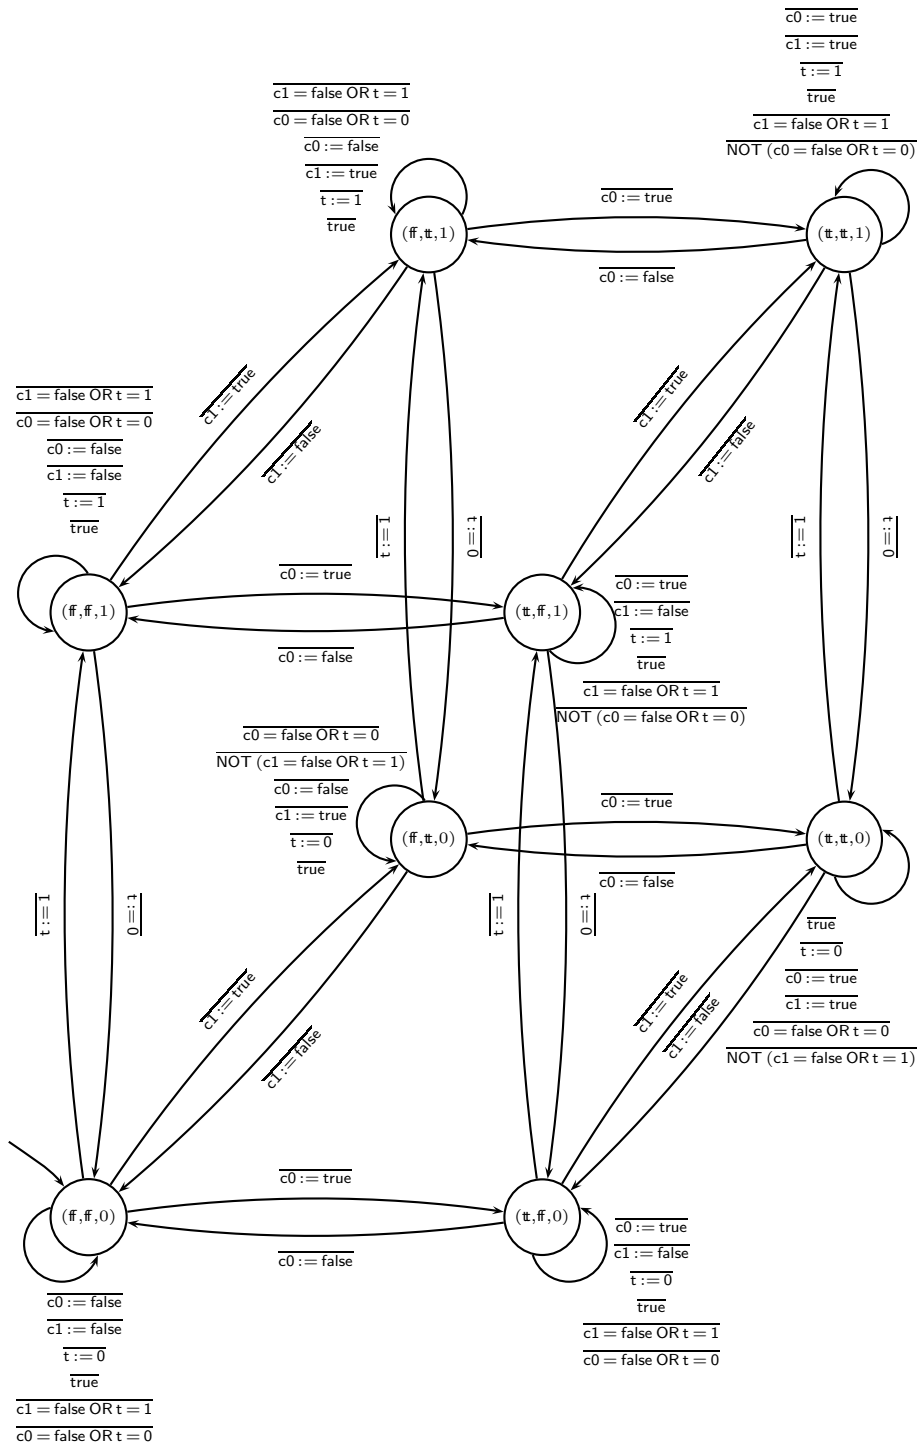 c0 := true
c1 := true
t := 1
true
c1 = false OR t = 1
NOT (c0 = false OR t = 0)
c1 = false OR t = 1
c0 = false OR t = 0
c0 := false
c1 := true
t := 1
true
(ff,tt,1)
c0 := true
c0 := false
(tt,tt,1)
c1 := true
c1 := false
c1 := true
c1 := false
c1 = false OR t = 1
c0 = false OR t = 0
c0 := false
c1 := false
t := 1
true
t := 1
t := 0
t := 1
t := 0
(ff,ff,1)
c0 := true
c0 := false
(tt,ff,1)
c0 := true
c1 := false
t := 1
true
c1 = false OR t = 1
NOT (c0 = false OR t = 0)
c0 = false OR t = 0
NOT (c1 = false OR t = 1)
c0 := false
c1 := true
t := 0
true
(ff,tt,0)
c0 := true
c0 := false
(tt,tt,0)
t := 1
t := 0
t := 1
t := 0
true
t := 0
c0 := true
c1 := true
c0 = false OR t = 0
NOT (c1 = false OR t = 1)
c1 := true
c1 := false
c1 := true
c1 := false
(ff,ff,0)
c0 := true
c0 := false
(tt,ff,0)
c0 := true
c1 := false
t := 0
true
c1 = false OR t = 1
c0 = false OR t = 0
c0 := false
c1 := false
t := 0
true
c1 = false OR t = 1
c0 = false OR t = 0